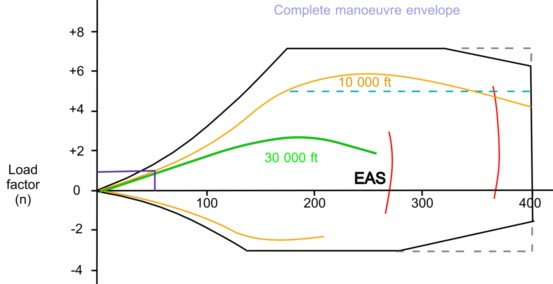 Complete manoeuvre envelope
+8
+6
10 000 ft
+4
+2
30 000 ft
Load
factor
(n)
EAS
0
100
200
300
400
-2
-4